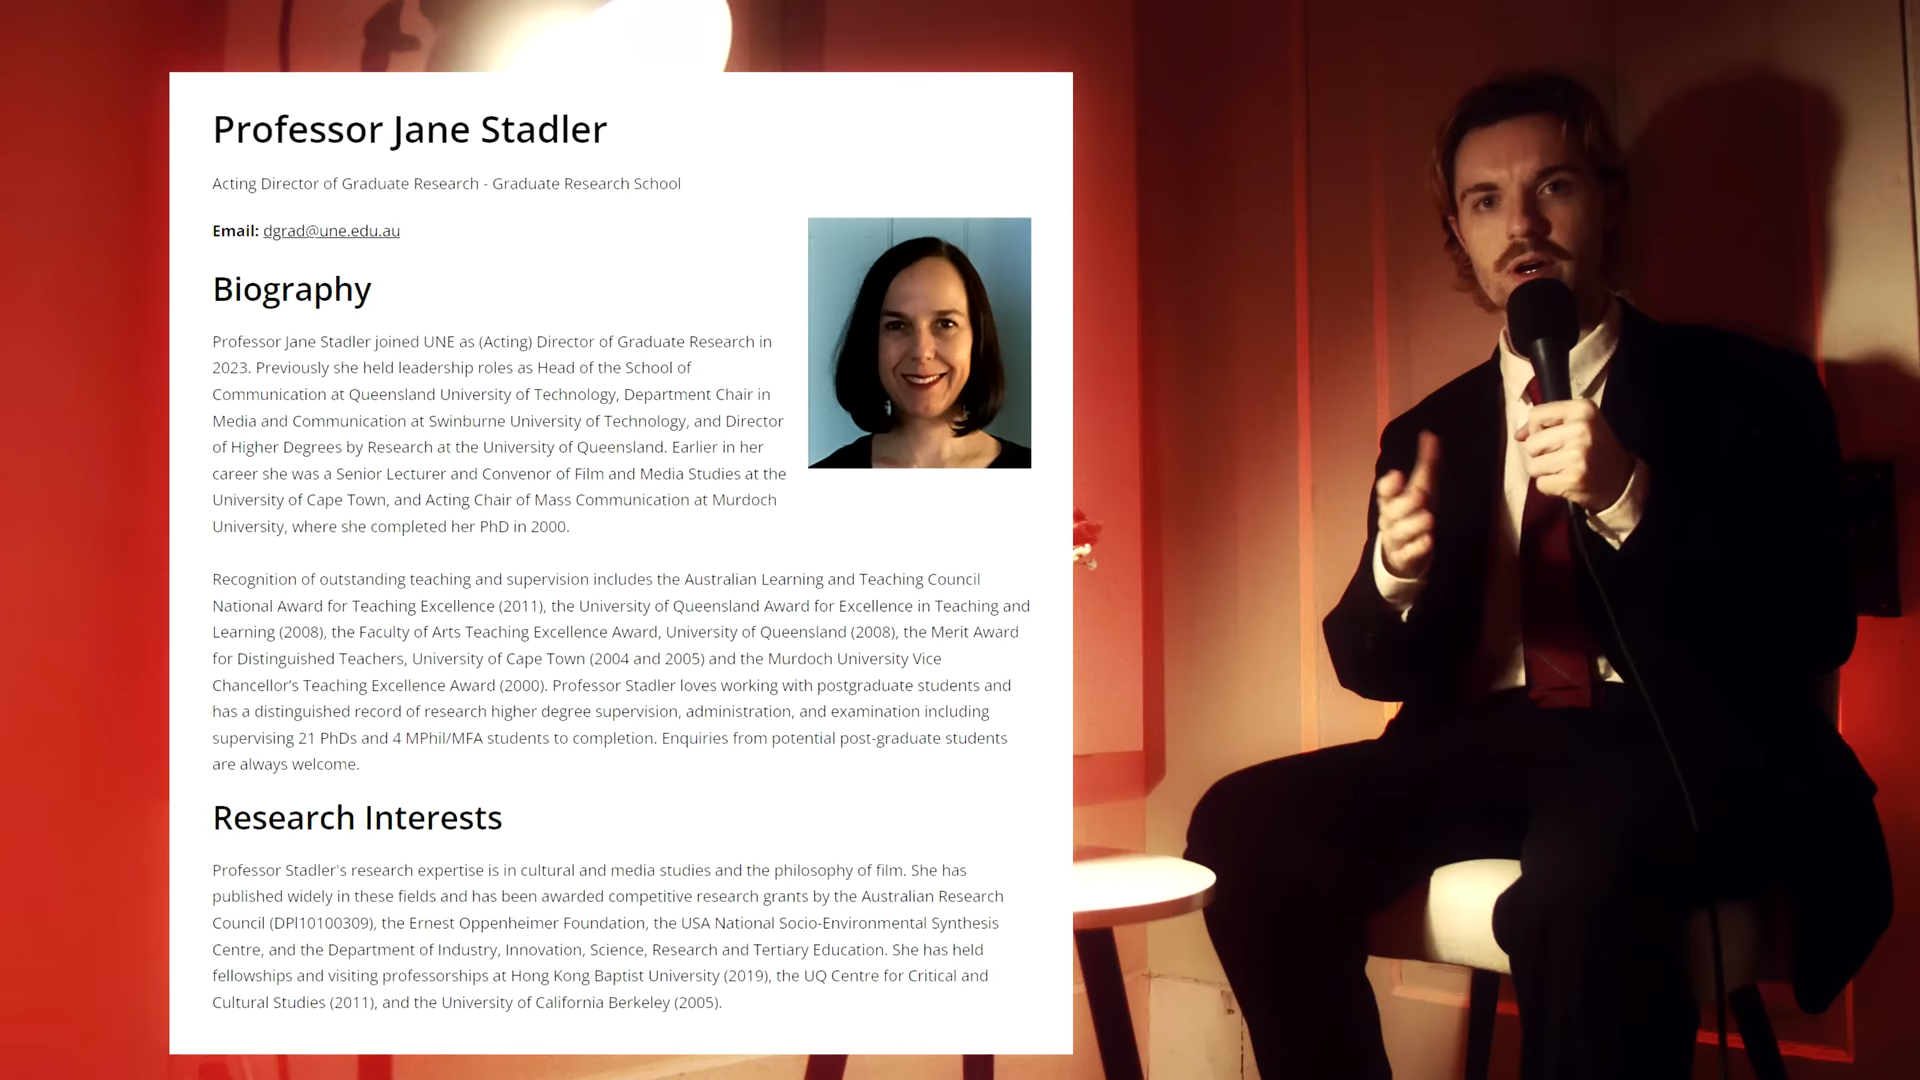 Professor Jane Stadler
Acting Director of Graduate Research - Graduate Research School
Email: dgrad@une.edu.au
Biography
Professor Jane Stadler joined UNE as (Acting) Director of Graduate Research in
2023. Previously she held leadership roles as Head of the School of
Communication at Queensland University of Technology, Department Chair in
Media and Communication at Swinburne University of Technology, and Director
of Higher Degrees by Research at the University of Queensland. Earlier in her
career she was a Senior Lecturer and Convenor of Film and Media Studies at the
University of Cape Town, and Acting Chair of Mass Communication at Murdoch
University, where she completed her PhD in 2000.
Recognition of outstanding teaching and supervision includes the Australian Learning and Teaching Council
National Award for Teaching Excellence (2011), the University of Queensland Award for Excellence in Teaching and
Learning (2008), the Faculty of Arts Teaching Excellence Award, University of Queensland (2008), the Merit Award
for Distinguished Teachers, University of Cape Town (2004 and 2005) and the Murdoch University Vice
Chancellor's Teaching Excellence Award (2000). Professor Stadler loves working with postgraduate students and
has a distinguished record of research higher degree supervision, administration, and examination including
supervising 21 PhDs and 4 MPhil/MFA students to completion. Enquiries from potential post-graduate students
are always welcome.
Research Interests
Professor Stadler's research expertise is in cultural and media studies and the philosophy of film. She has
published widely in these fields and has been awarded competitive research grants by the Australian Research
Council (DPl10100309), the Ernest Oppenheimer Foundation, the USA National Socio-Environmental Synthesis
Centre, and the Department of Industry, Innovation, Science, Research and Tertiary Education. She has held
fellowships and visiting professorships at Hong Kong Baptist University (2019), the UQ Centre for Critical and
Cultural Studies (2011), and the University of California Berkeley (2005).